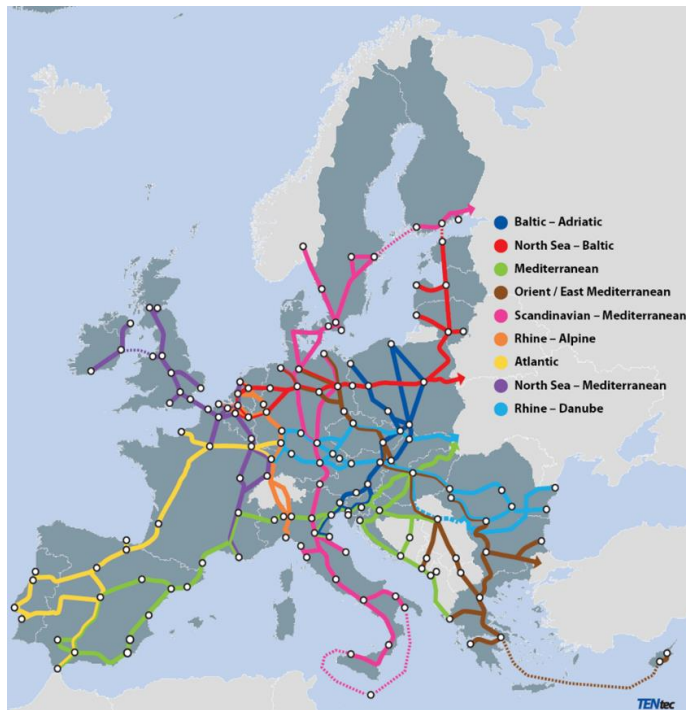 Baltic – Adriatic
North Sea – Baltic
Mediterranean
Orient / East Mediterranean
Scandinavian – Mediterranean
Rhine – Alpine
Atlantic
North Sea – Mediterranean
Rhine – Danube
TENtec